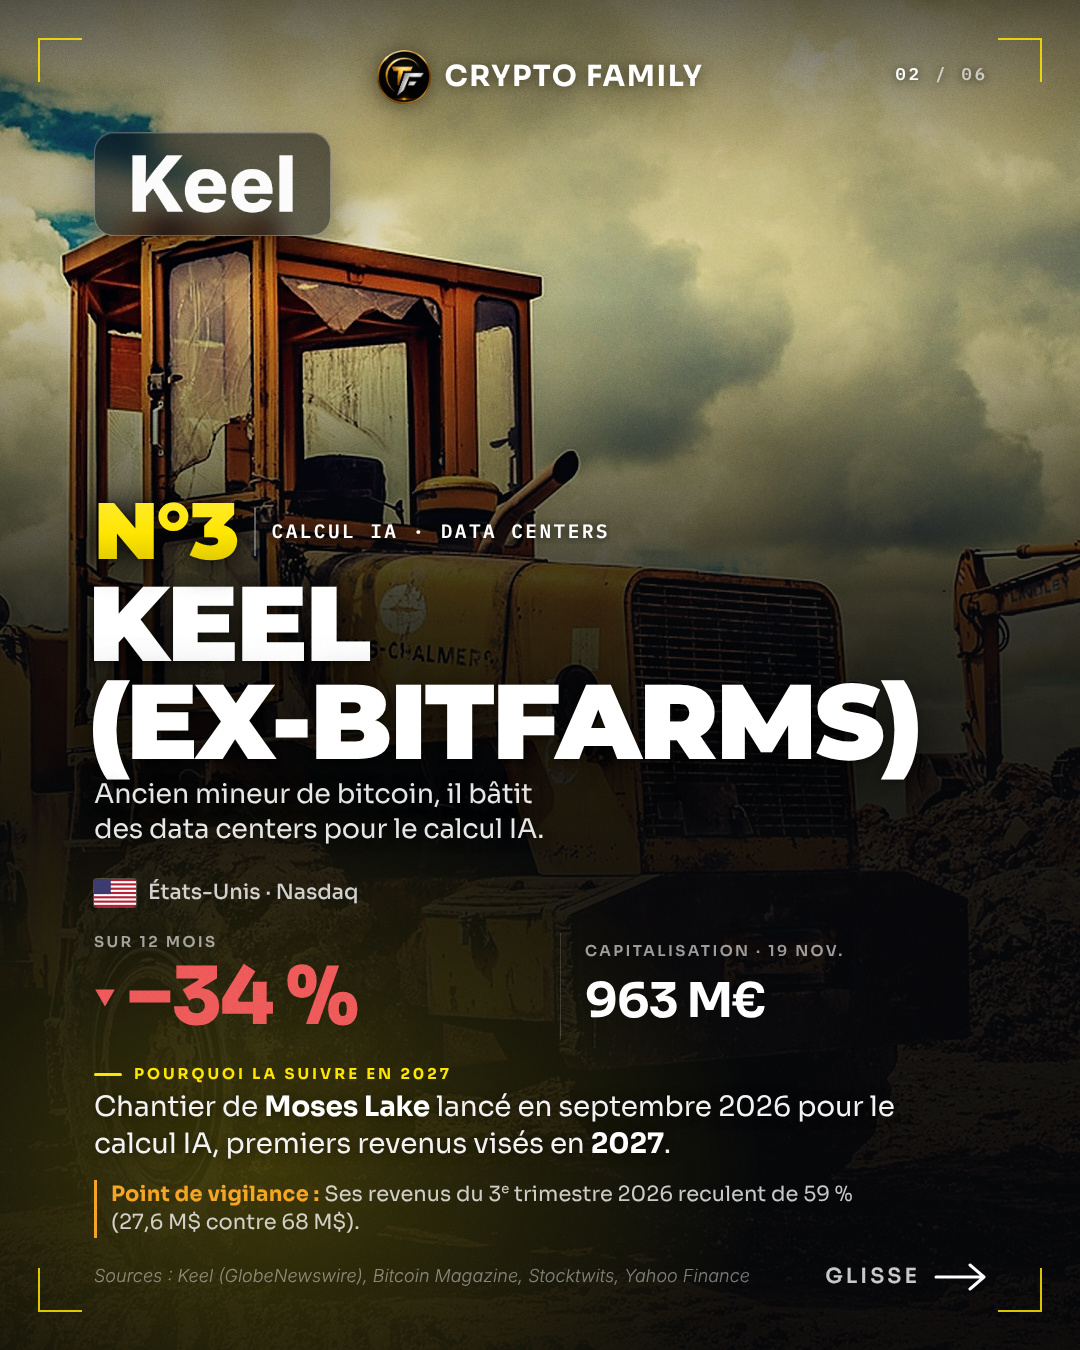 CRYPTO FAMILY
02 / 06
Keel
N°3
CALCUL IA · DATA CENTERS
KEEL
S-CHALMERS
(EX-BITFARMS)
Ancien mineur de bitcoin, il bâtit
des data centers pour le calcul IA.
États-Unis · Nasdaq
SUR 12 MOIS
▼ −34 %
CAPITALISATION · 19 NOV.
963 M€
POURQUOI LA SUIVRE EN 2027
Chantier de Moses Lake lancé en septembre 2026 pour le
calcul IA, premiers revenus visés en 2027.
Point de vigilance : Ses revenus du 3e trimestre 2026 reculent de 59 %
(27,6 M$ contre 68 M$).
Sources : Keel (GlobeNewswire), Bitcoin Magazine, Stocktwits, Yahoo Finance
GLISSE